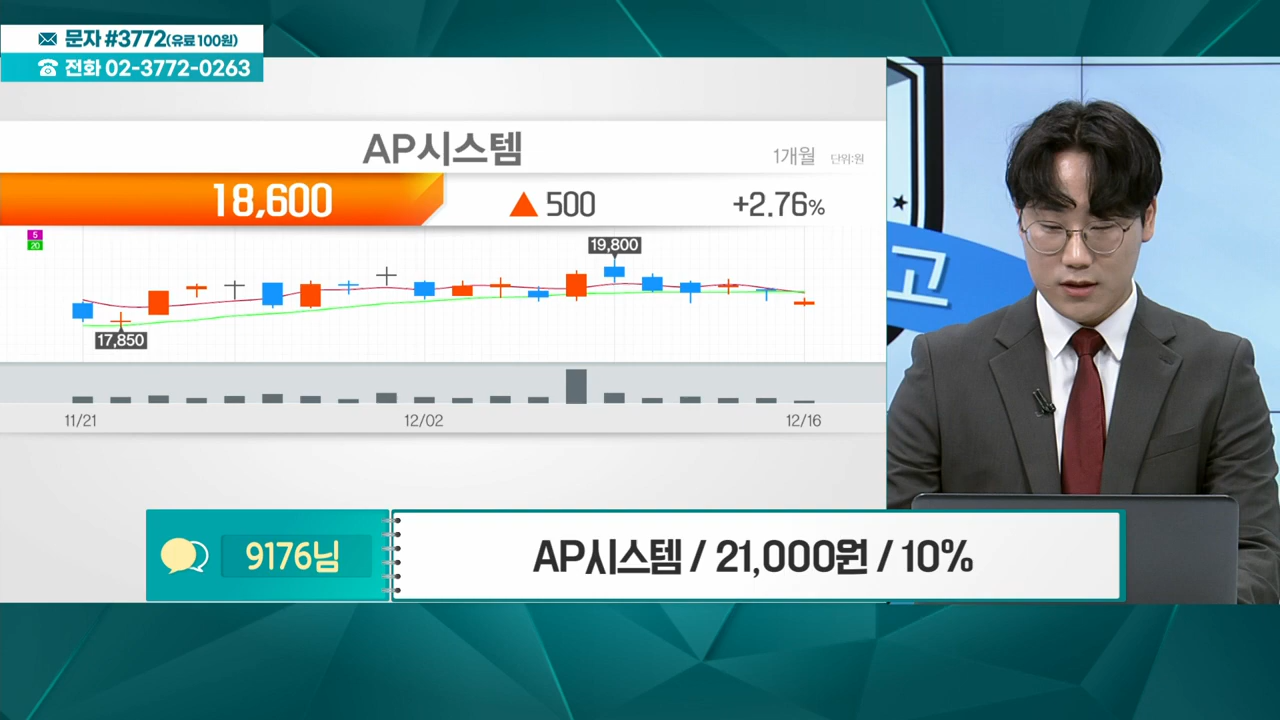 문자 #3772(유료 100원)
전화 02-3772-0263
AP시스템
1개월 단위:원
18,600 ▲ 500 +2.76%
5
20
19,800
17,850
11/21 12/02 12/16
고
9176님
AP시스템 / 21,000원 / 10%